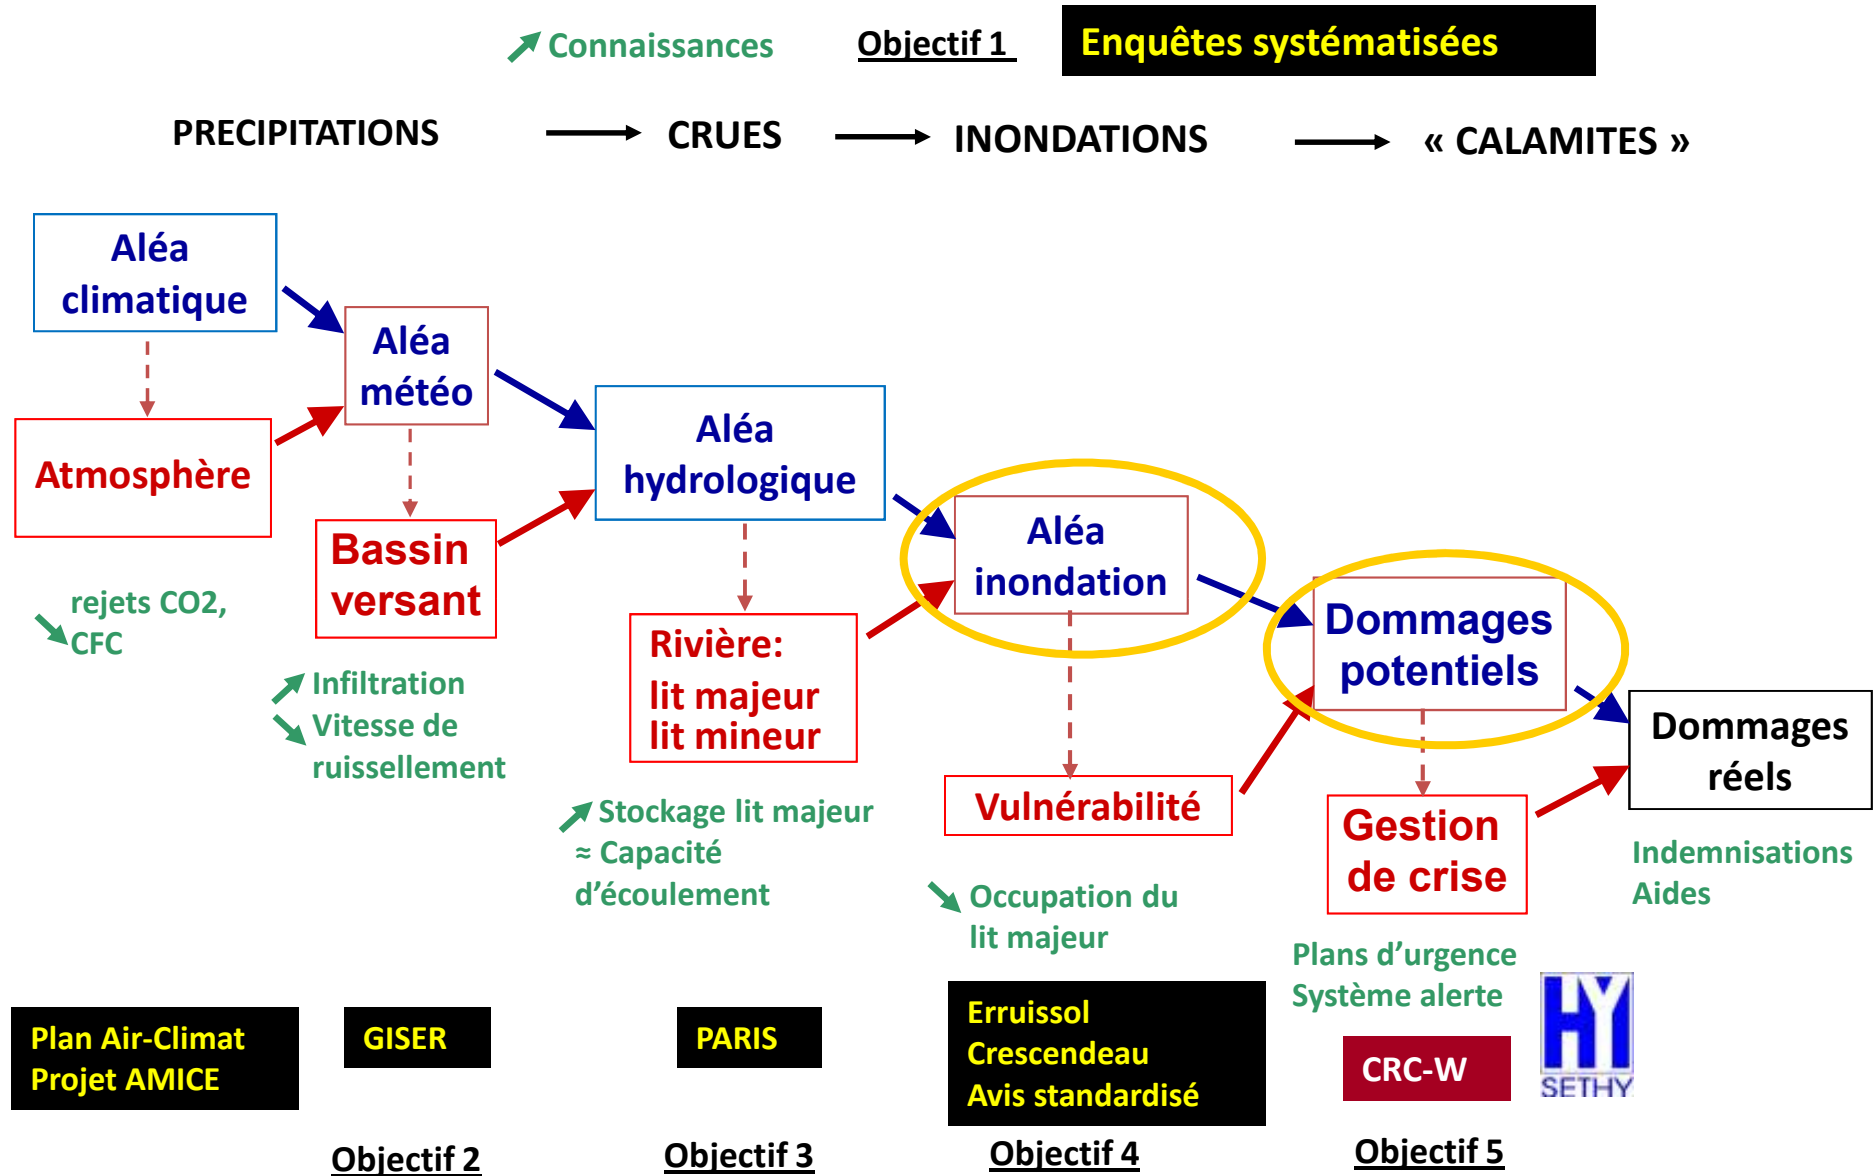 Connaissances
Objectif 1
Enquêtes systématisées
PRECIPITATIONS
CRUES
INONDATIONS
« CALAMITES »
Aléa
climatique
Aléa
météo
Aléa
hydrologique
Aléa
inondation
Dommages
potentiels
Dommages
réels
Atmosphère
Bassin
versant
Rivière:
lit majeur
lit mineur
Vulnérabilité
Gestion
de crise
rejets CO2,
CFC
Infiltration
Vitesse de
ruissellement
Stockage lit majeur
≈ Capacité
d’écoulement
Occupation du
lit majeur
Plans d’urgence
Système alerte
Indemnisations
Aides
Plan Air-Climat
Projet AMICE
GISER
PARIS
Erruissol
Crescendeau
Avis standardisé
CRC-W
HY
SETHY
Objectif 2
Objectif 3
Objectif 4
Objectif 5